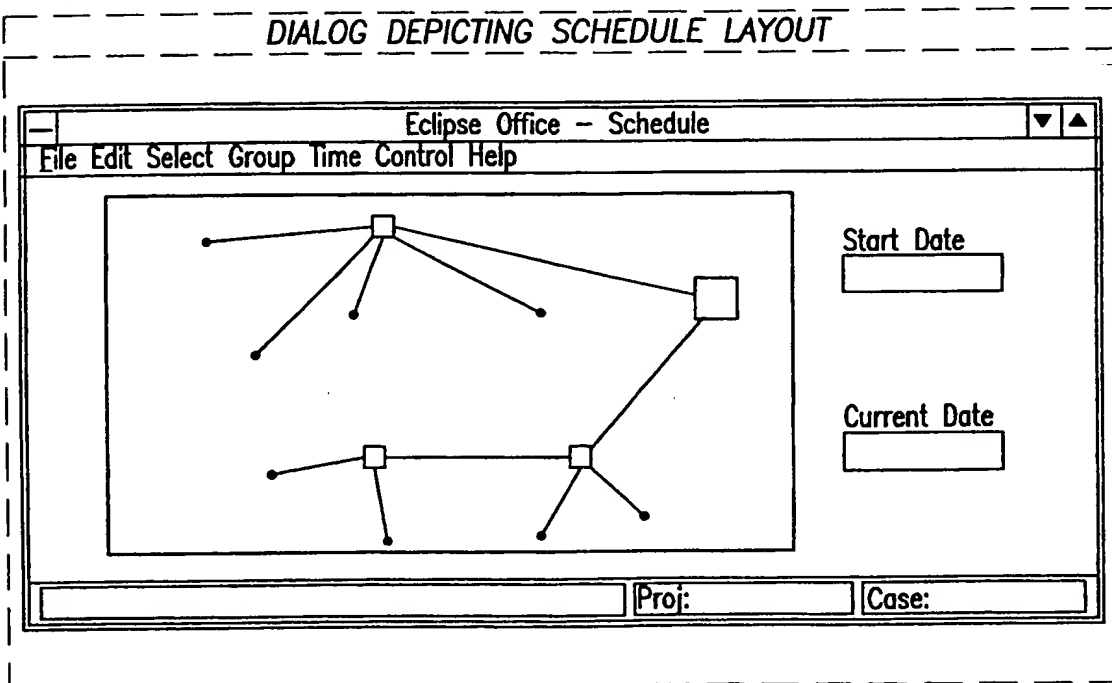 DIALOG DEPICTING SCHEDULE LAYOUT
Eclipse Office – Schedule
File Edit Select Group Time Control Help
Start Date
Current Date
Proj:
Case: